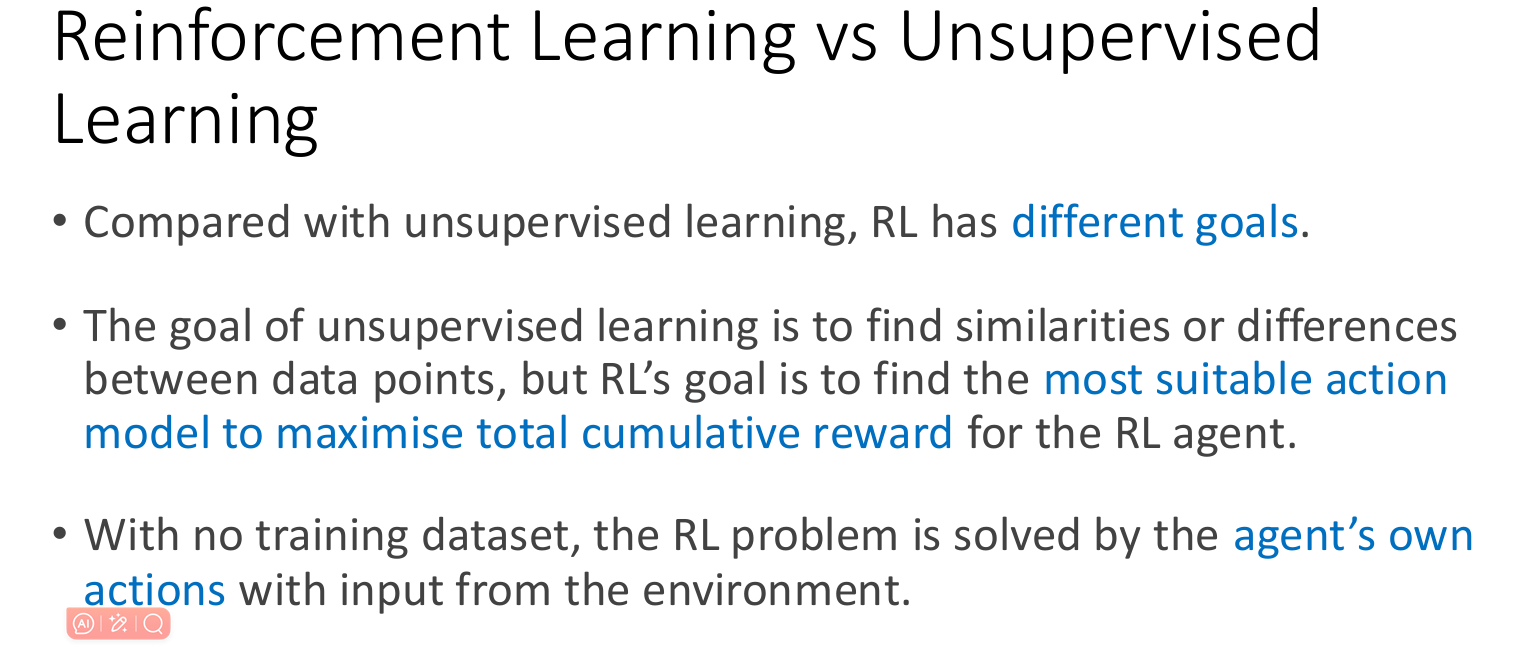 Reinforcement Learning vs Unsupervised
Learning
• Compared with unsupervised learning, RL has different goals.
• The goal of unsupervised learning is to find similarities or differences
between data points, but RL’s goal is to find the most suitable action
model to maximise total cumulative reward for the RL agent.
• With no training dataset, the RL problem is solved by the agent’s own
actions with input from the environment.
AI